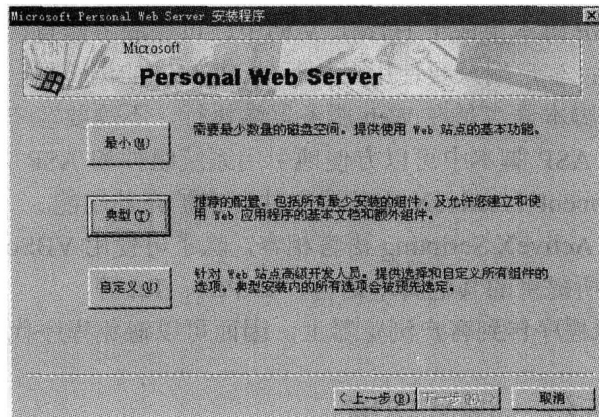 Microsoft Personal Web Server 安装程序
Microsoft
Personal Web Server
最小(M)
需要最少数量的磁盘空间。提供使用 Web 站点的基本功能。
典型(T)
推荐的配置。包括所有最少安装的组件，及允许您建立和使
用 Web 应用程序的基本文档和额外组件。
自定义(U)
针对 Web 站点高级开发人员。提供选择和自定义所有组件的
选项。典型安装内的所有选项会被预先选定。
<上一步(B)
下一步(N)>
取消